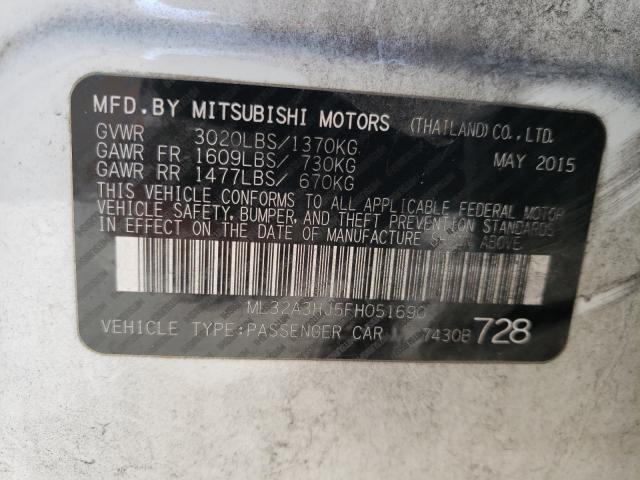 MFD.BY MITSUBISHI MOTORS (THAILAND)CO.,LTD.
GVWR 3020LBS/1370KG MAY 2015
GAWR FR 1609LBS/ 730KG
GAWR RR 1477LBS/ 670KG
THIS VEHICLE CONFORMS TO ALL APPLICABLE FEDERAL MOTOR
VEHICLE SAFETY, BUMPER, AND THEFT PREVENTION STANDARDS
IN EFFECT ON THE DATE OF MANUFACTURE SHOWN ABOVE.
ML32A3HJ5FH051690
VEHICLE TYPE:PASSENGER CAR 7430B 728